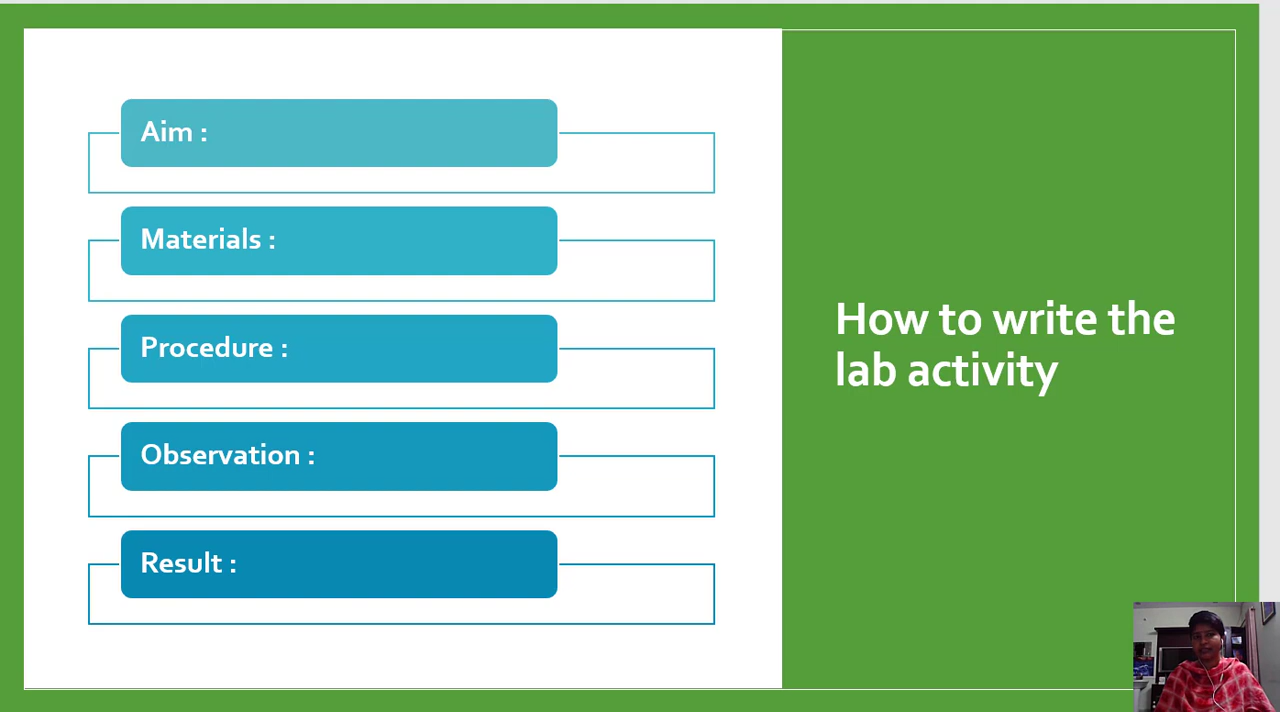 Aim :
Materials :
Procedure :
Observation :
Result :
How to write the
lab activity